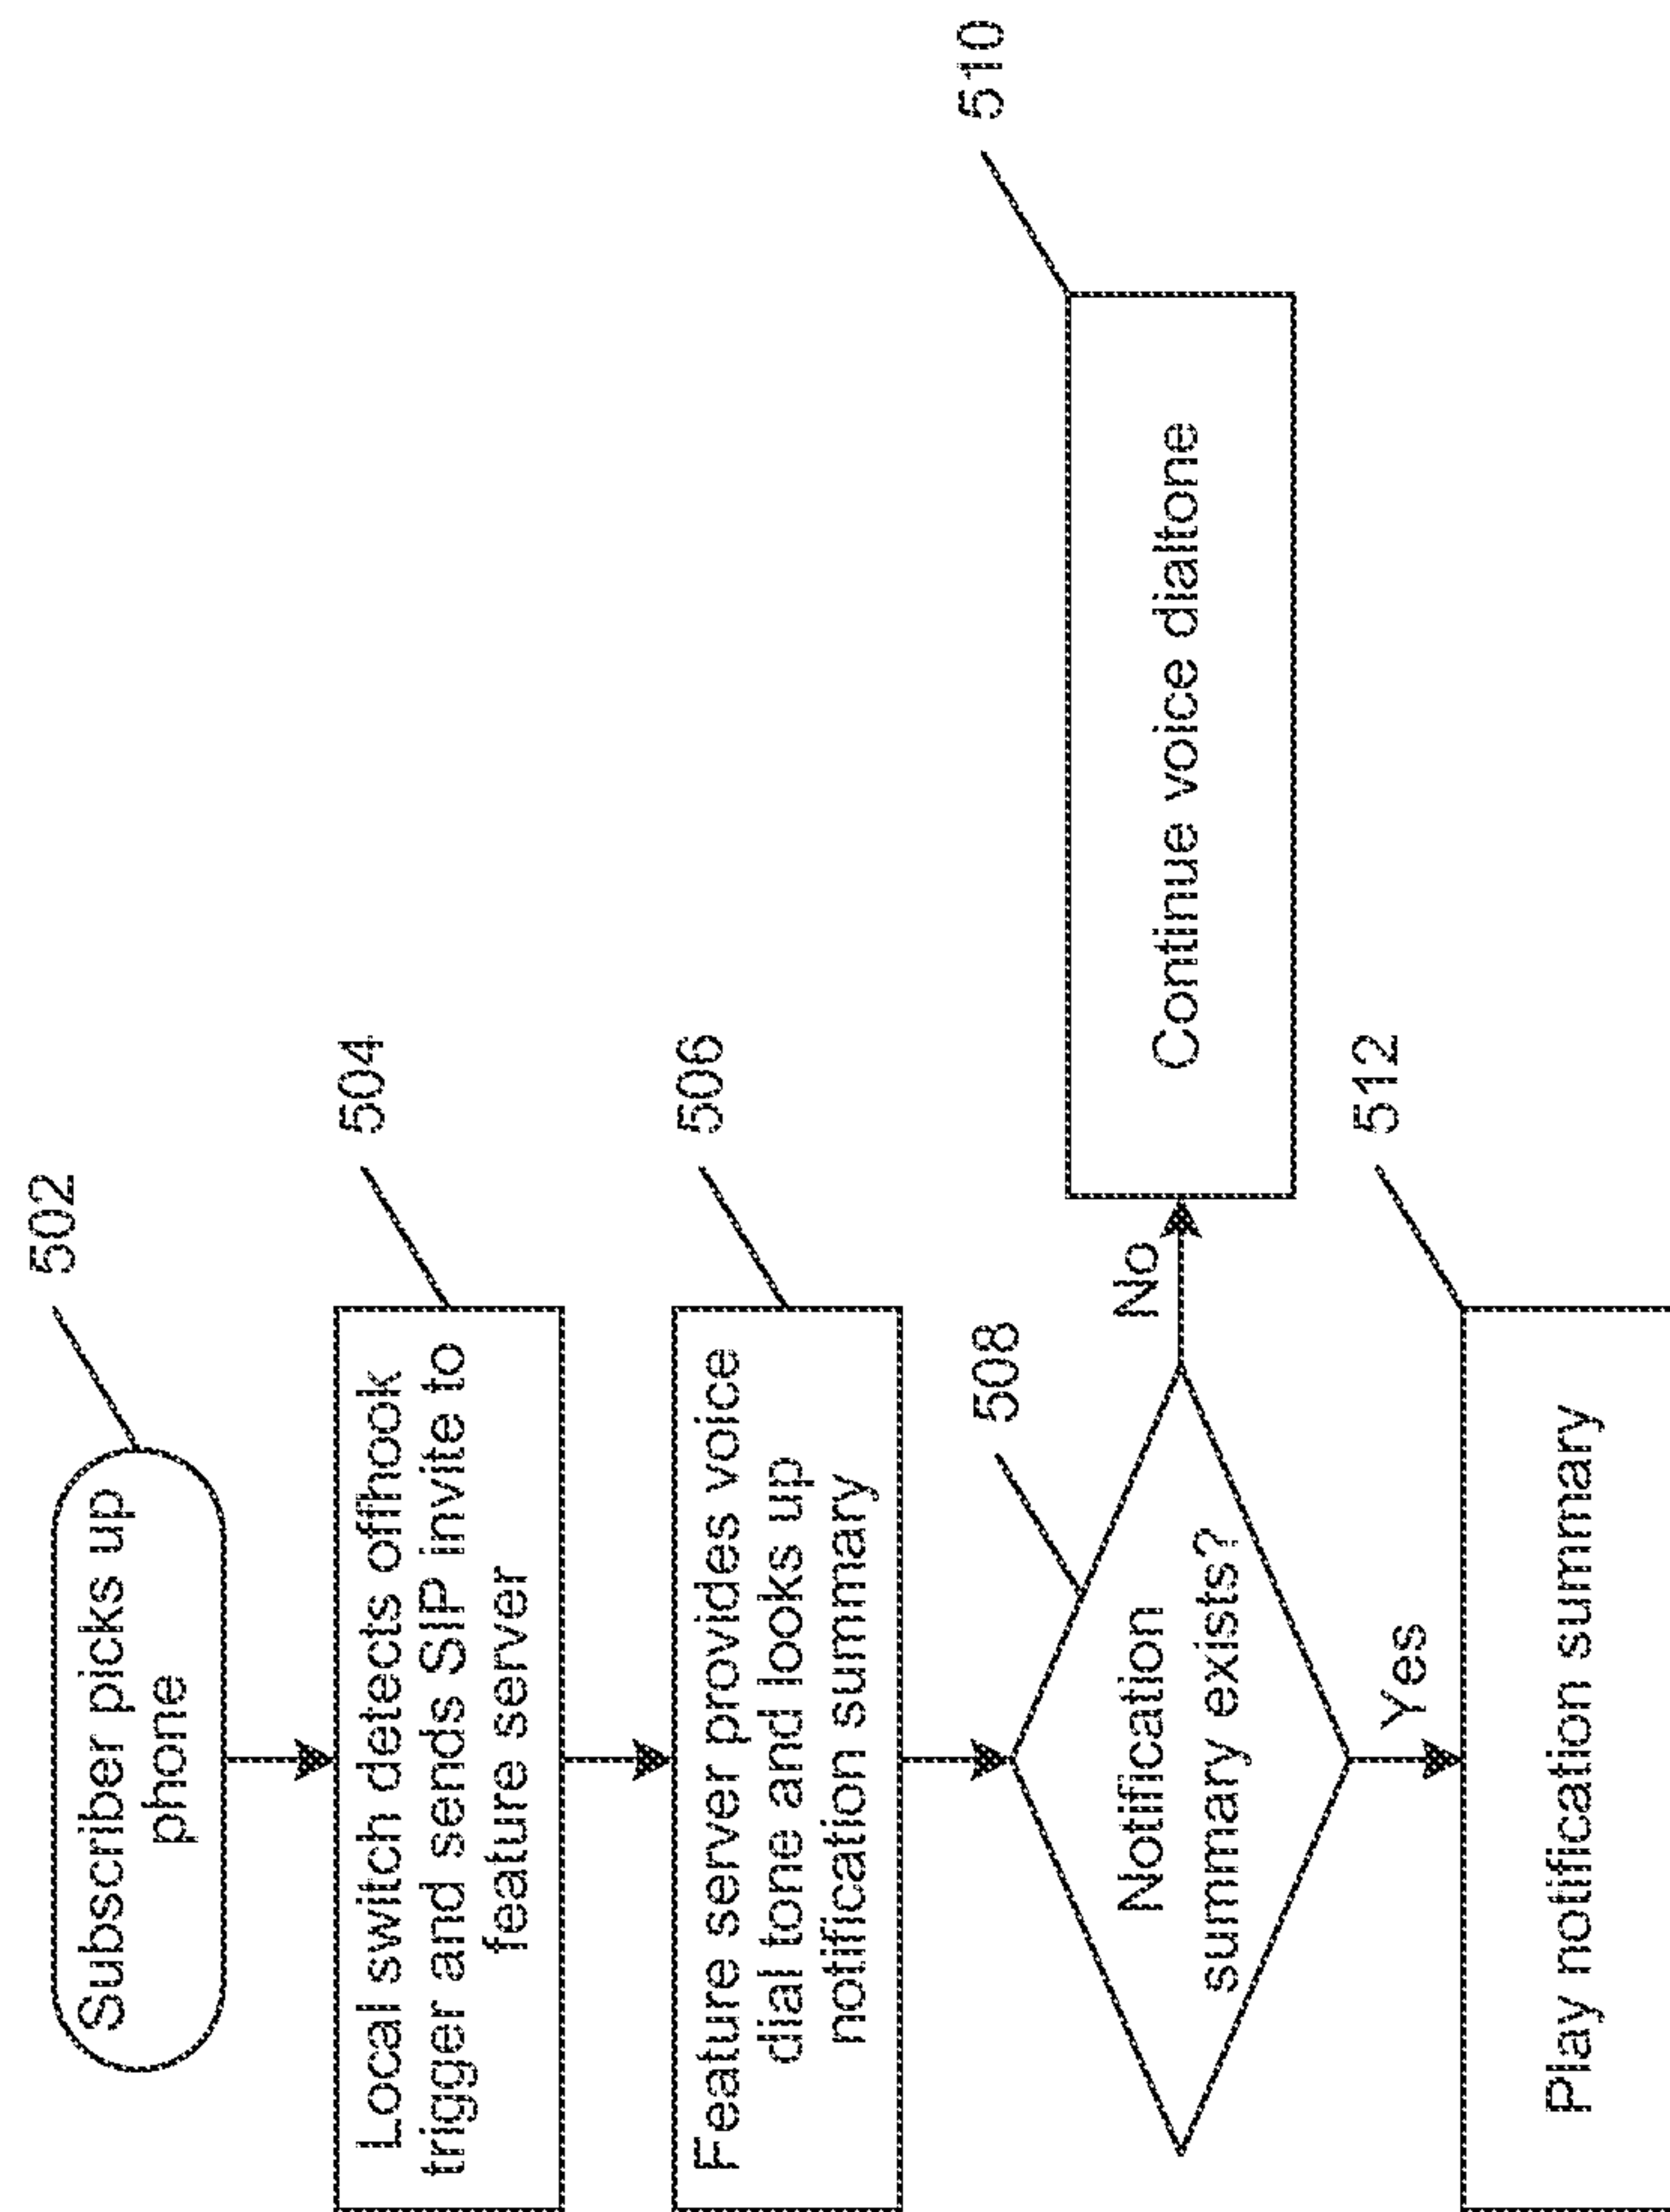 502
Subscriber picks up
phone
504
Local switch detects offhook
trigger and sends SIP invite to
feature server
506
Feature server provides voice
dial tone and looks up
notification summary
508
Notification
summary exists?
No
510
Continue voice dialtone
Yes
512
Play notification summary